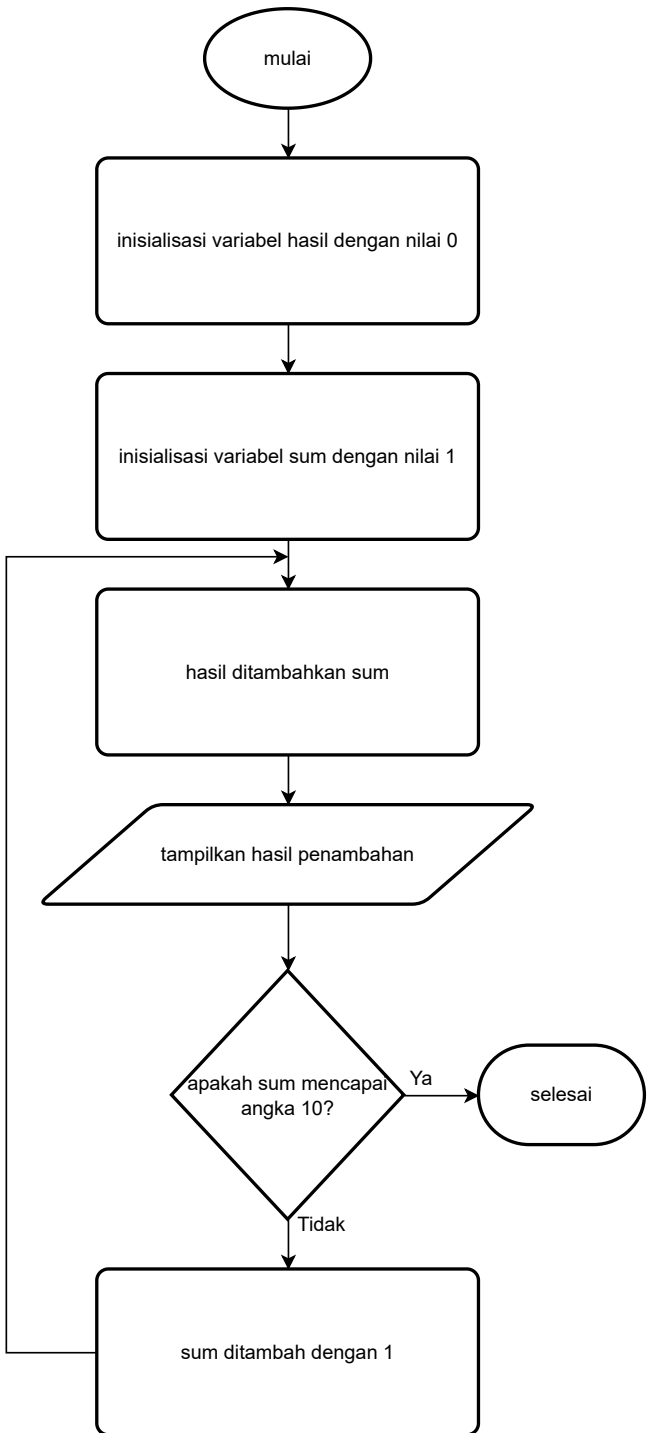 mulai
inisialisasi variabel hasil dengan nilai 0
inisialisasi variabel sum dengan nilai 1
hasil ditambahkan sum
tampilkan hasil penambahan
apakah sum mencapai
angka 10?
Ya
selesai
Tidak
sum ditambah dengan 1